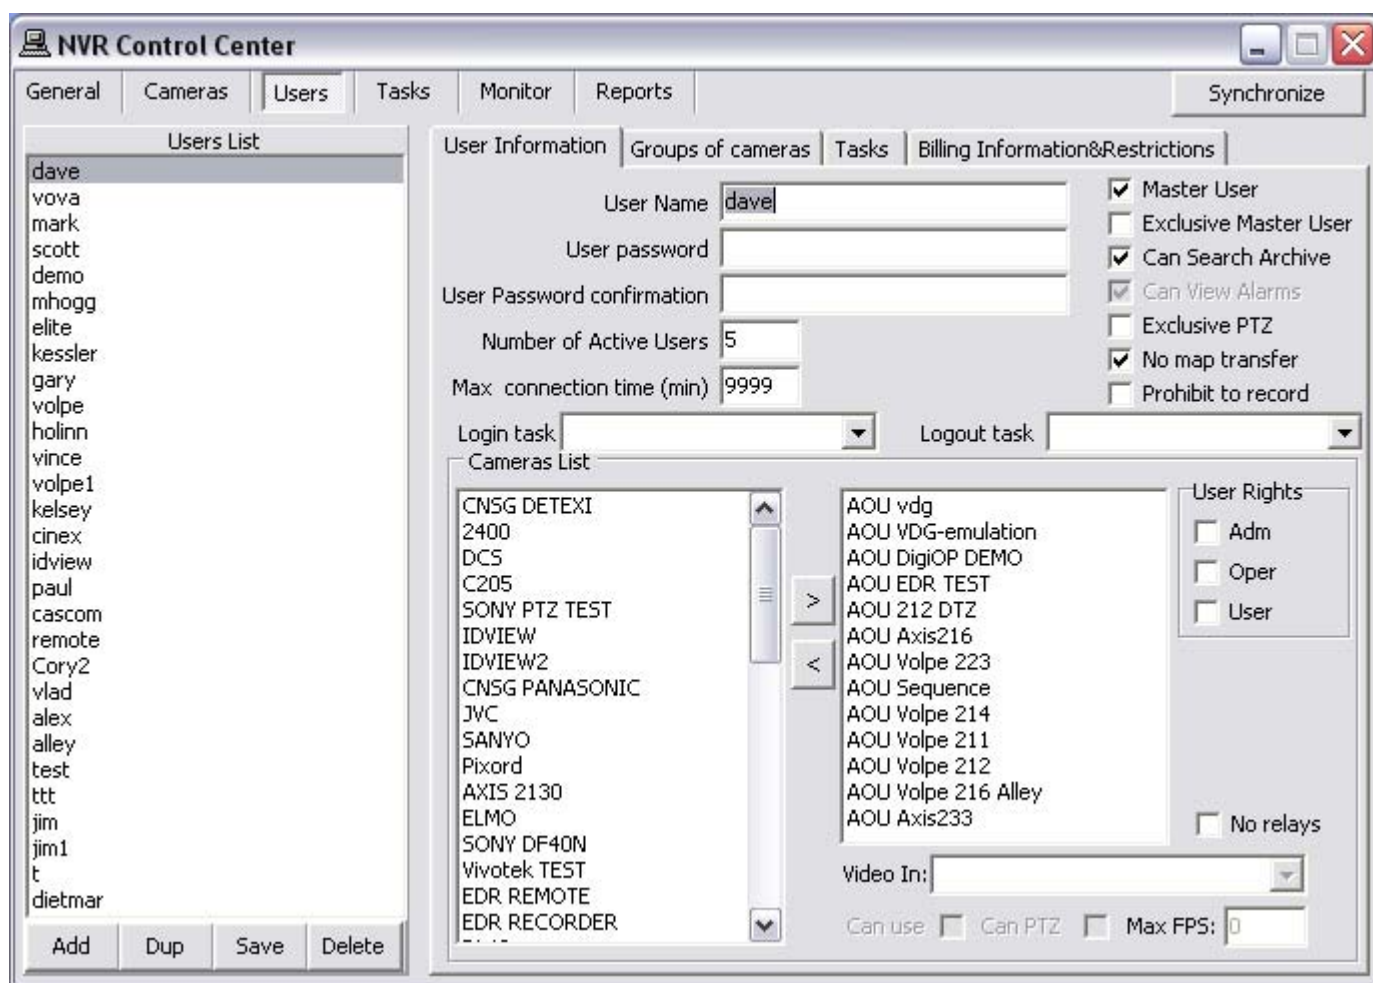 NVR Control Center
General Cameras Users Tasks Monitor Reports Synchronize
Users List
dave
vova
mark
scott
demo
mhogg
elite
kessler
gary
volpe
holinn
vince
volpe1
kelsey
cinex
idview
paul
cascom
remote
Cory2
vlad
alex
alley
test
ttt
jim
jim1
t
dietmar
Add Dup Save Delete
User Information Groups of cameras Tasks Billing Information&Restrictions
User Name dave
User password
User Password confirmation
Number of Active Users 5
Max connection time (min) 9999
Master User
Exclusive Master User
Can Search Archive
Can View Alarms
Exclusive PTZ
No map transfer
Prohibit to record
Login task Logout task
Cameras List
CNSG DETEXI
2400
DCS
C205
SONY PTZ TEST
IDVIEW
IDVIEW2
CNSG PANASONIC
JVC
SANYO
Pixord
AXIS 2130
ELMO
SONY DF40N
Vivotek TEST
EDR REMOTE
EDR RECORDER
>
<
AOU vdg
AOU VDG-emulation
AOU DigiOP DEMO
AOU EDR TEST
AOU 212 DTZ
AOU Axis216
AOU Volpe 223
AOU Sequence
AOU Volpe 214
AOU Volpe 211
AOU Volpe 212
AOU Volpe 216 Alley
AOU Axis233
User Rights
Adm
Oper
User
No relays
Video In:
Can use Can PTZ Max FPS: 0